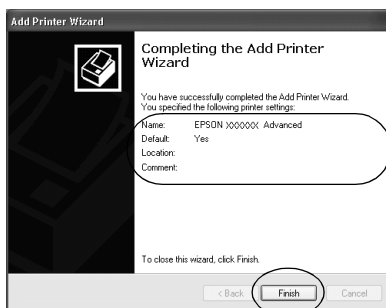 Add Printer Wizard
Completing the Add Printer
Wizard
You have successfully completed the Add Printer Wizard.
You specified the following printer settings:
Name: EPSON XXXXXX Advanced
Default: Yes
Location:
Comment:
To close this wizard, click Finish.
< Back Finish Cancel